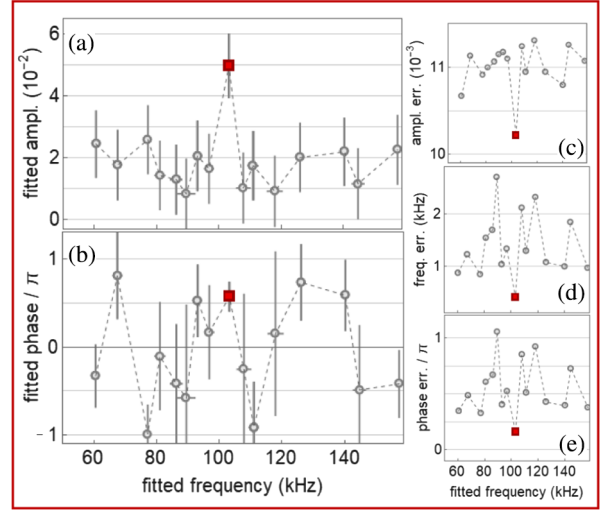 (a)
fitted ampl. (10⁻²)
6
4
2
0
(b)
fitted phase / π
1
0
-1
60 80 100 120 140
fitted frequency (kHz)
ampl. err. (10⁻³)
11
10
(c)
freq. err. (kHz)
2
1
(d)
phase err. / π
1
0
(e)
60 80 100 120 140
fitted frequency (kHz)